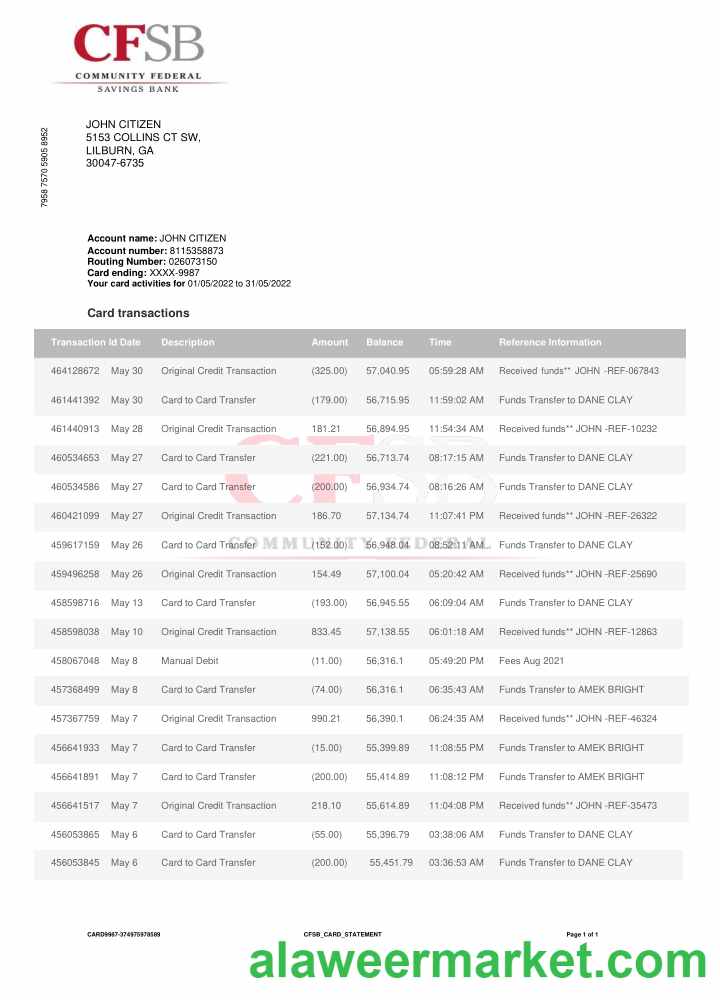 CFSB
COMMUNITY FEDERAL
SAVINGS BANK
JOHN CITIZEN
5153 COLLINS CT SW,
LILBURN, GA
30047-6735
7958 7570 5905 8952
Account name: JOHN CITIZEN
Account number: 8115358873
Routing Number: 026073150
Card ending: XXXX-9987
Your card activities for 01/05/2022 to 31/05/2022
Card transactions
Transaction Id Date Description Amount Balance Time Reference Information
464128672 May 30 Original Credit Transaction (325.00) 57,040.95 05:59:28 AM Received funds** JOHN -REF-067843
461441392 May 30 Card to Card Transfer (179.00) 56,715.95 11:59:02 AM Funds Transfer to DANE CLAY
461440913 May 28 Original Credit Transaction 181.21 56,894.95 11:54:34 AM Received funds** JOHN -REF-10232
460534653 May 27 Card to Card Transfer (221.00) 56,713.74 08:17:15 AM Funds Transfer to DANE CLAY
460534586 May 27 Card to Card Transfer (200.00) 56,934.74 08:16:26 AM Funds Transfer to DANE CLAY
CFSB
460421099 May 27 Original Credit Transaction 186.70 57,134.74 11:07:41 PM Received funds** JOHN -REF-26322
459617159 May 26 Card to Card Transfer (152.00) 56,948.04 08:52:11 AM Funds Transfer to DANE CLAY
COMMUNITY FEDERAL
459496258 May 26 Original Credit Transaction 154.49 57,100.04 05:20:42 AM Received funds** JOHN -REF-25690
458598716 May 13 Card to Card Transfer (193.00) 56,945.55 06:09:04 AM Funds Transfer to DANE CLAY
458598038 May 10 Original Credit Transaction 833.45 57,138.55 06:01:18 AM Received funds** JOHN -REF-12863
458067048 May 8 Manual Debit (11.00) 56,316.1 05:49:20 PM Fees Aug 2021
457368499 May 8 Card to Card Transfer (74.00) 56,316.1 06:35:43 AM Funds Transfer to AMEK BRIGHT
457367759 May 7 Original Credit Transaction 990.21 56,390.1 06:24:35 AM Received funds** JOHN -REF-46324
456641933 May 7 Card to Card Transfer (15.00) 55,399.89 11:08:55 PM Funds Transfer to AMEK BRIGHT
456641891 May 7 Card to Card Transfer (200.00) 55,414.89 11:08:12 PM Funds Transfer to AMEK BRIGHT
456641517 May 7 Original Credit Transaction 218.10 55,614.89 11:04:08 PM Received funds** JOHN -REF-35473
456053865 May 6 Card to Card Transfer (55.00) 55,396.79 03;38:06 AM Funds Transfer to DANE CLAY
456053845 May 6 Card to Card Transfer (200.00) 55,451.79 03:36:53 AM Funds Transfer to DANE CLAY
CARD9987-374975978589 CFSB_CARD_STATEMENT Page 1 of 1
alaweermarket.com